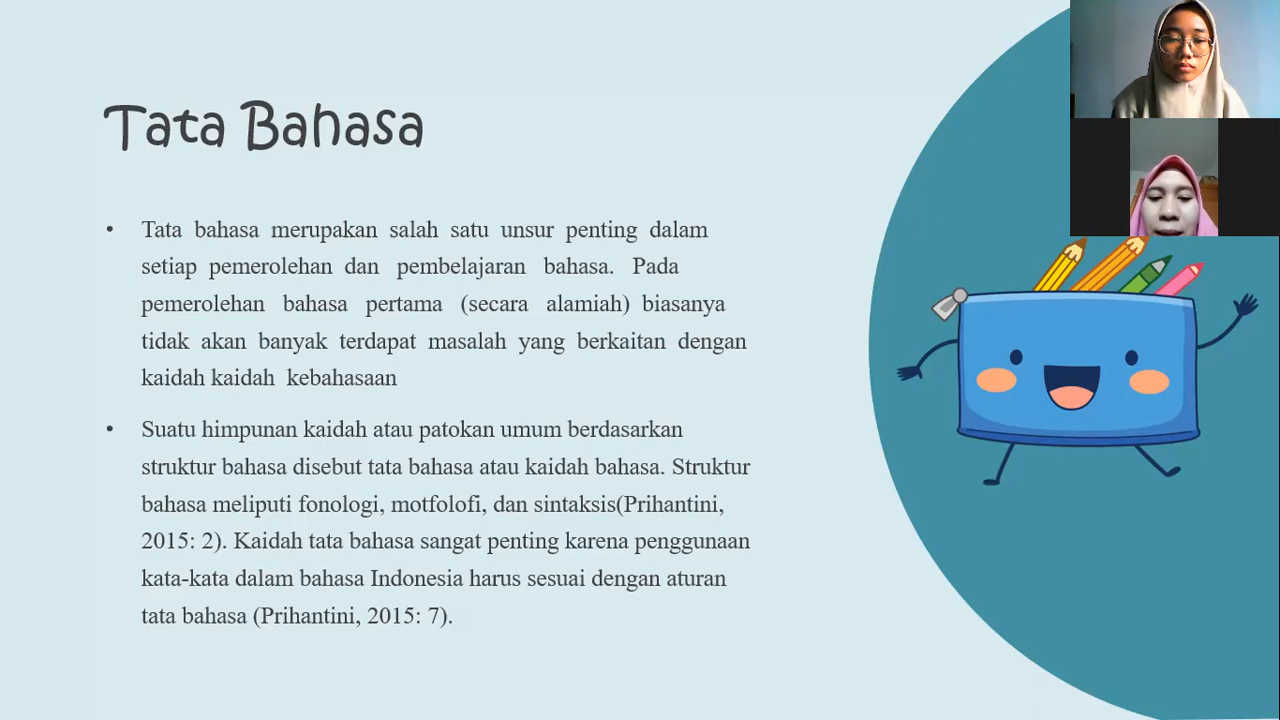 Tata Bahasa
• Tata bahasa merupakan salah satu unsur penting dalam
setiap pemerolehan dan pembelajaran bahasa. Pada
pemerolehan bahasa pertama (secara alamiah) biasanya
tidak akan banyak terdapat masalah yang berkaitan dengan
kaidah kaidah kebahasaan
• Suatu himpunan kaidah atau patokan umum berdasarkan
struktur bahasa disebut tata bahasa atau kaidah bahasa. Struktur
bahasa meliputi fonologi, motfolofi, dan sintaksis(Prihantini,
2015: 2). Kaidah tata bahasa sangat penting karena penggunaan
kata-kata dalam bahasa Indonesia harus sesuai dengan aturan
tata bahasa (Prihantini, 2015: 7).